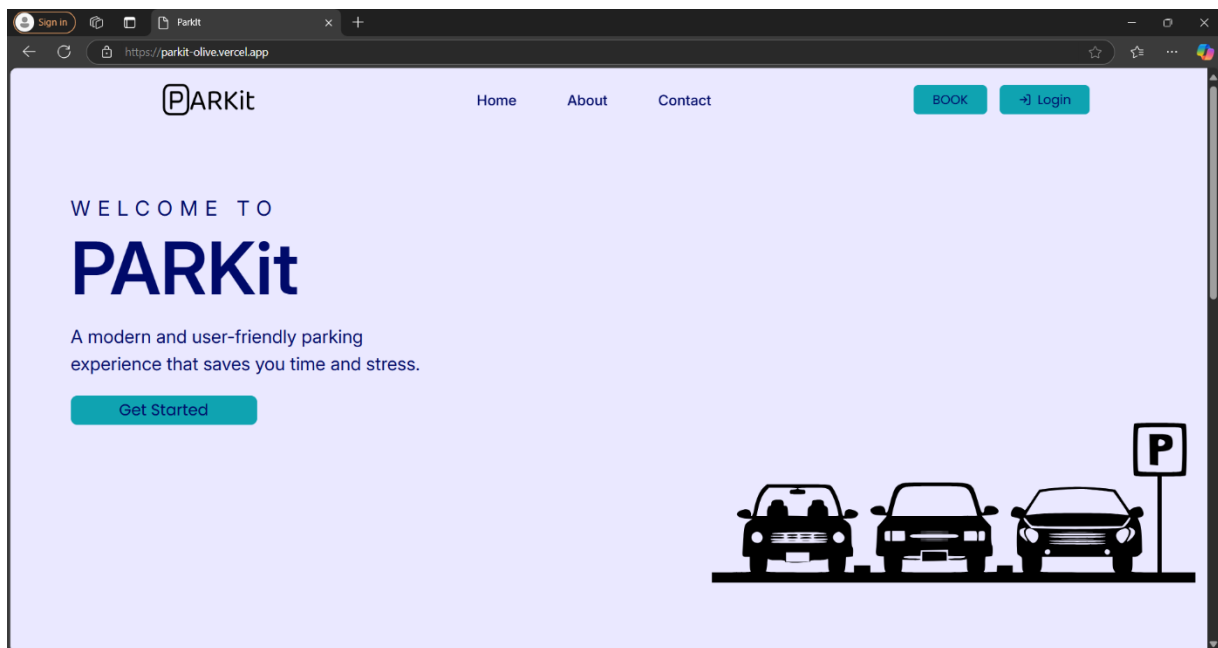 Sign in
ParkIt
https://parkit-olive.vercel.app
PARKit
Home
About
Contact
BOOK
Login
WELCOME TO
PARKit
A modern and user-friendly parking
experience that saves you time and stress.
Get Started
P